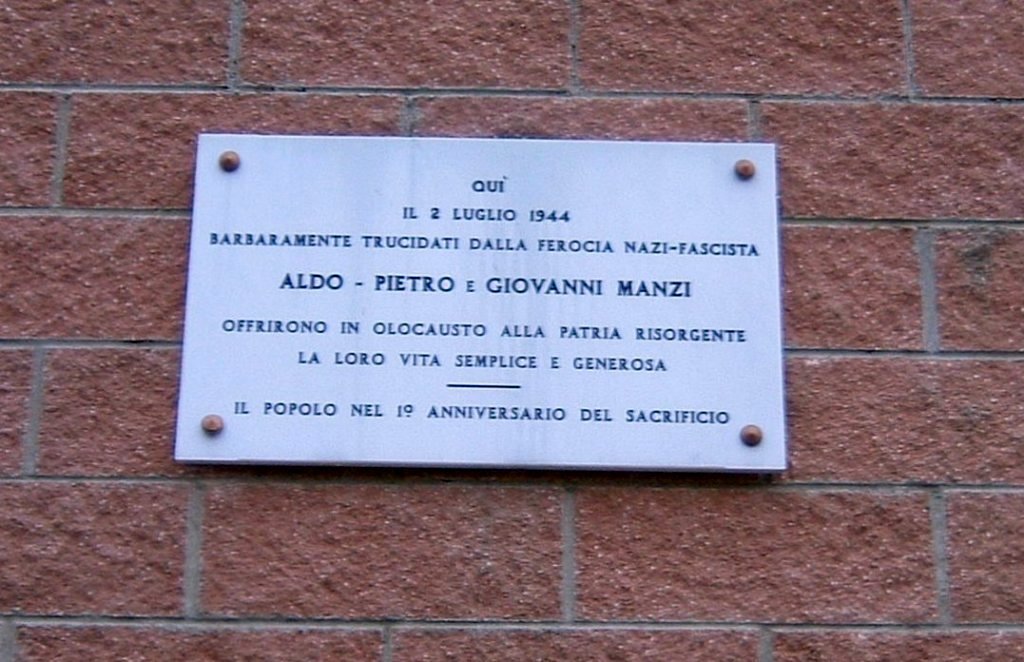 QUÌ
IL 2 LUGLIO 1944
BARBARAMENTE TRUCIDATI DALLA FEROCIA NAZI-FASCISTA
ALDO - PIETRO E GIOVANNI MANZI
OFFRIRONO IN OLOCAUSTO ALLA PATRIA RISORGENTE
LA LORO VITA SEMPLICE E GENEROSA
IL POPOLO NEL 1º ANNIVERSARIO DEL SACRIFICIO